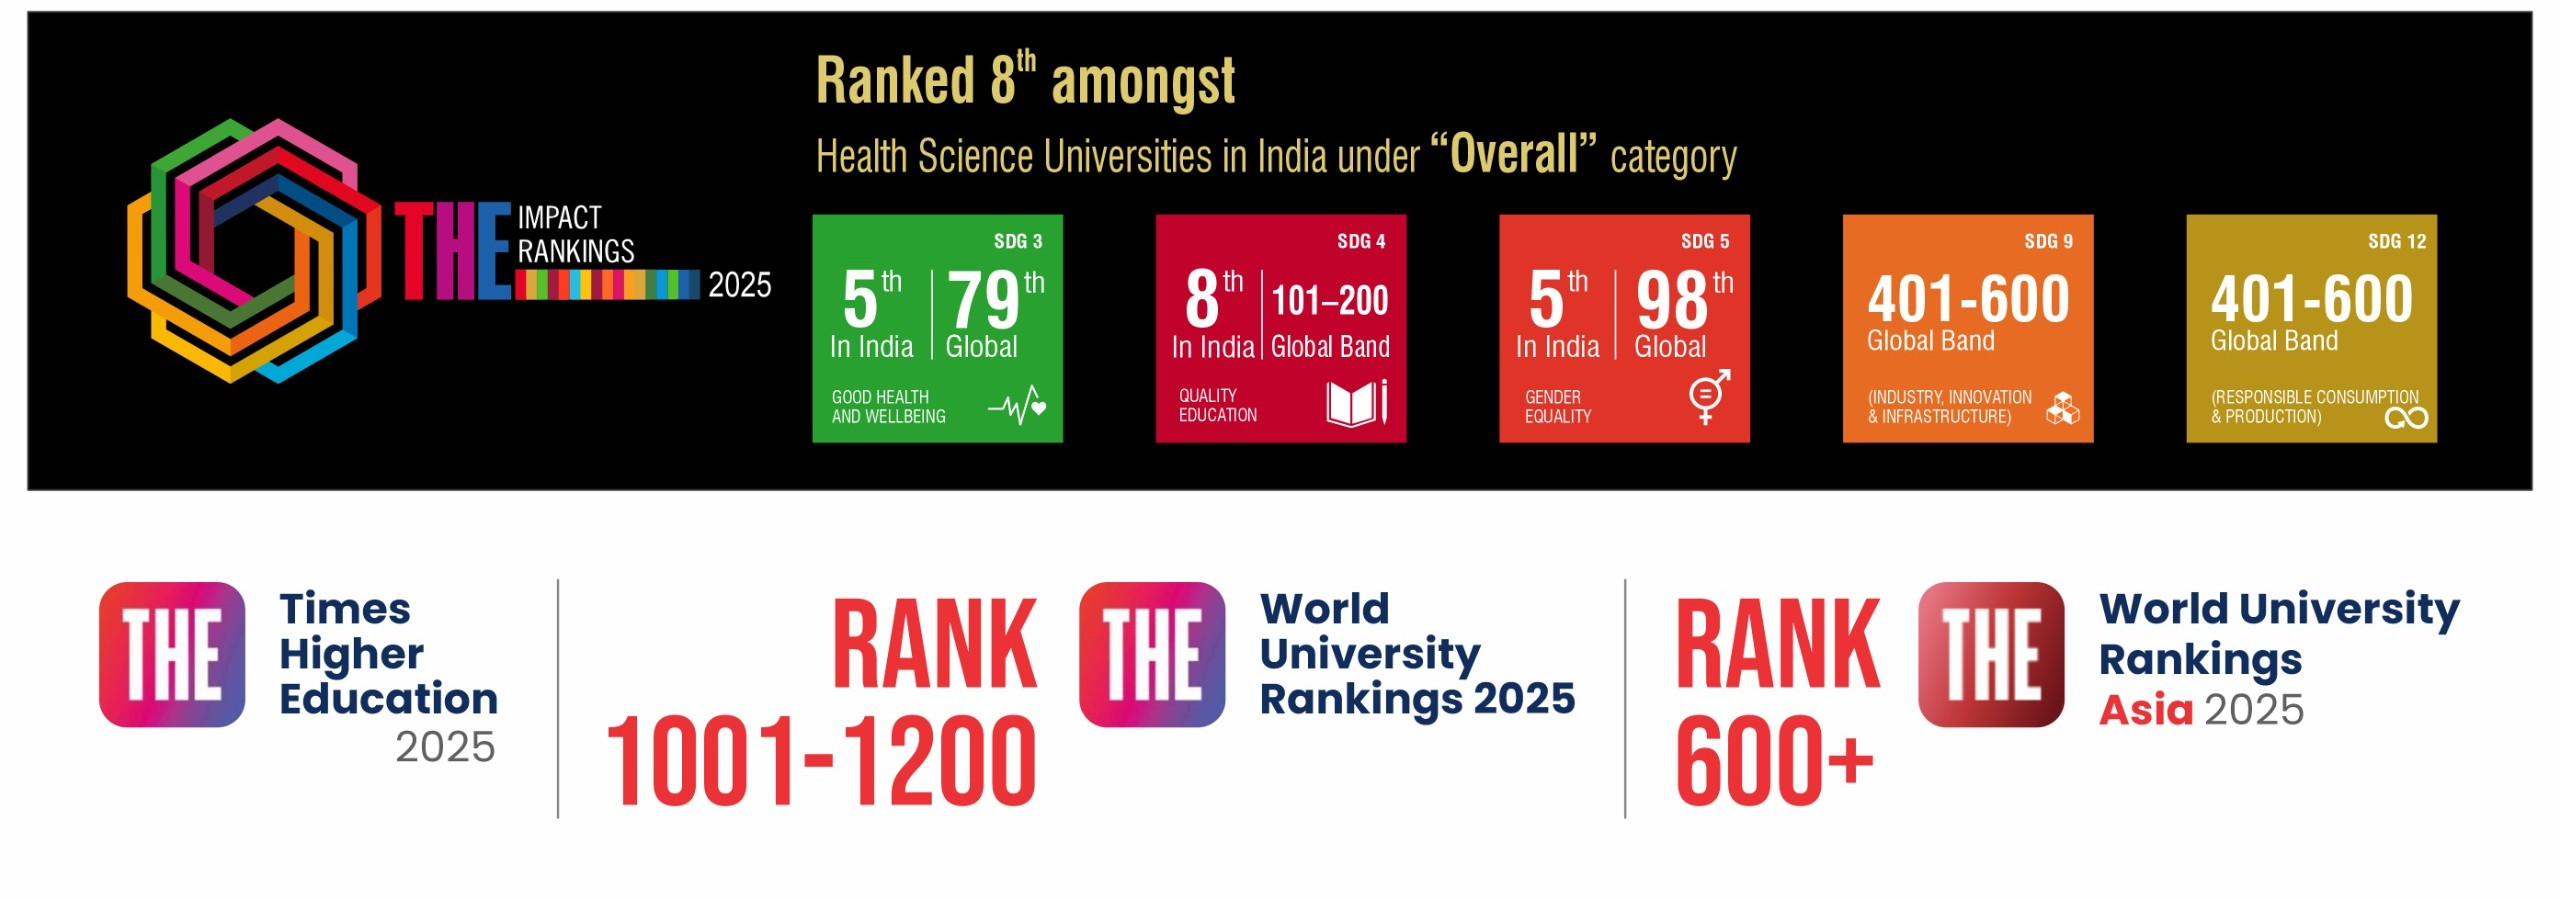 Ranked 8th amongst
Health Science Universities in India under “Overall” category
THE IMPACT
RANKINGS
2025
SDG 3
5th 79th
In India Global
GOOD HEALTH
AND WELLBEING
SDG 4
8th 101–200
In India Global Band
QUALITY
EDUCATION
SDG 5
5th 98th
In India Global
GENDER
EQUALITY
SDG 9
401-600
Global Band
(INDUSTRY, INNOVATION
& INFRASTRUCTURE)
SDG 12
401-600
Global Band
(RESPONSIBLE CONSUMPTION
& PRODUCTION)
THE
Times
Higher
Education
2025
RANK
1001-1200
THE
World
University
Rankings 2025
RANK
600+
THE
World University
Rankings
Asia 2025